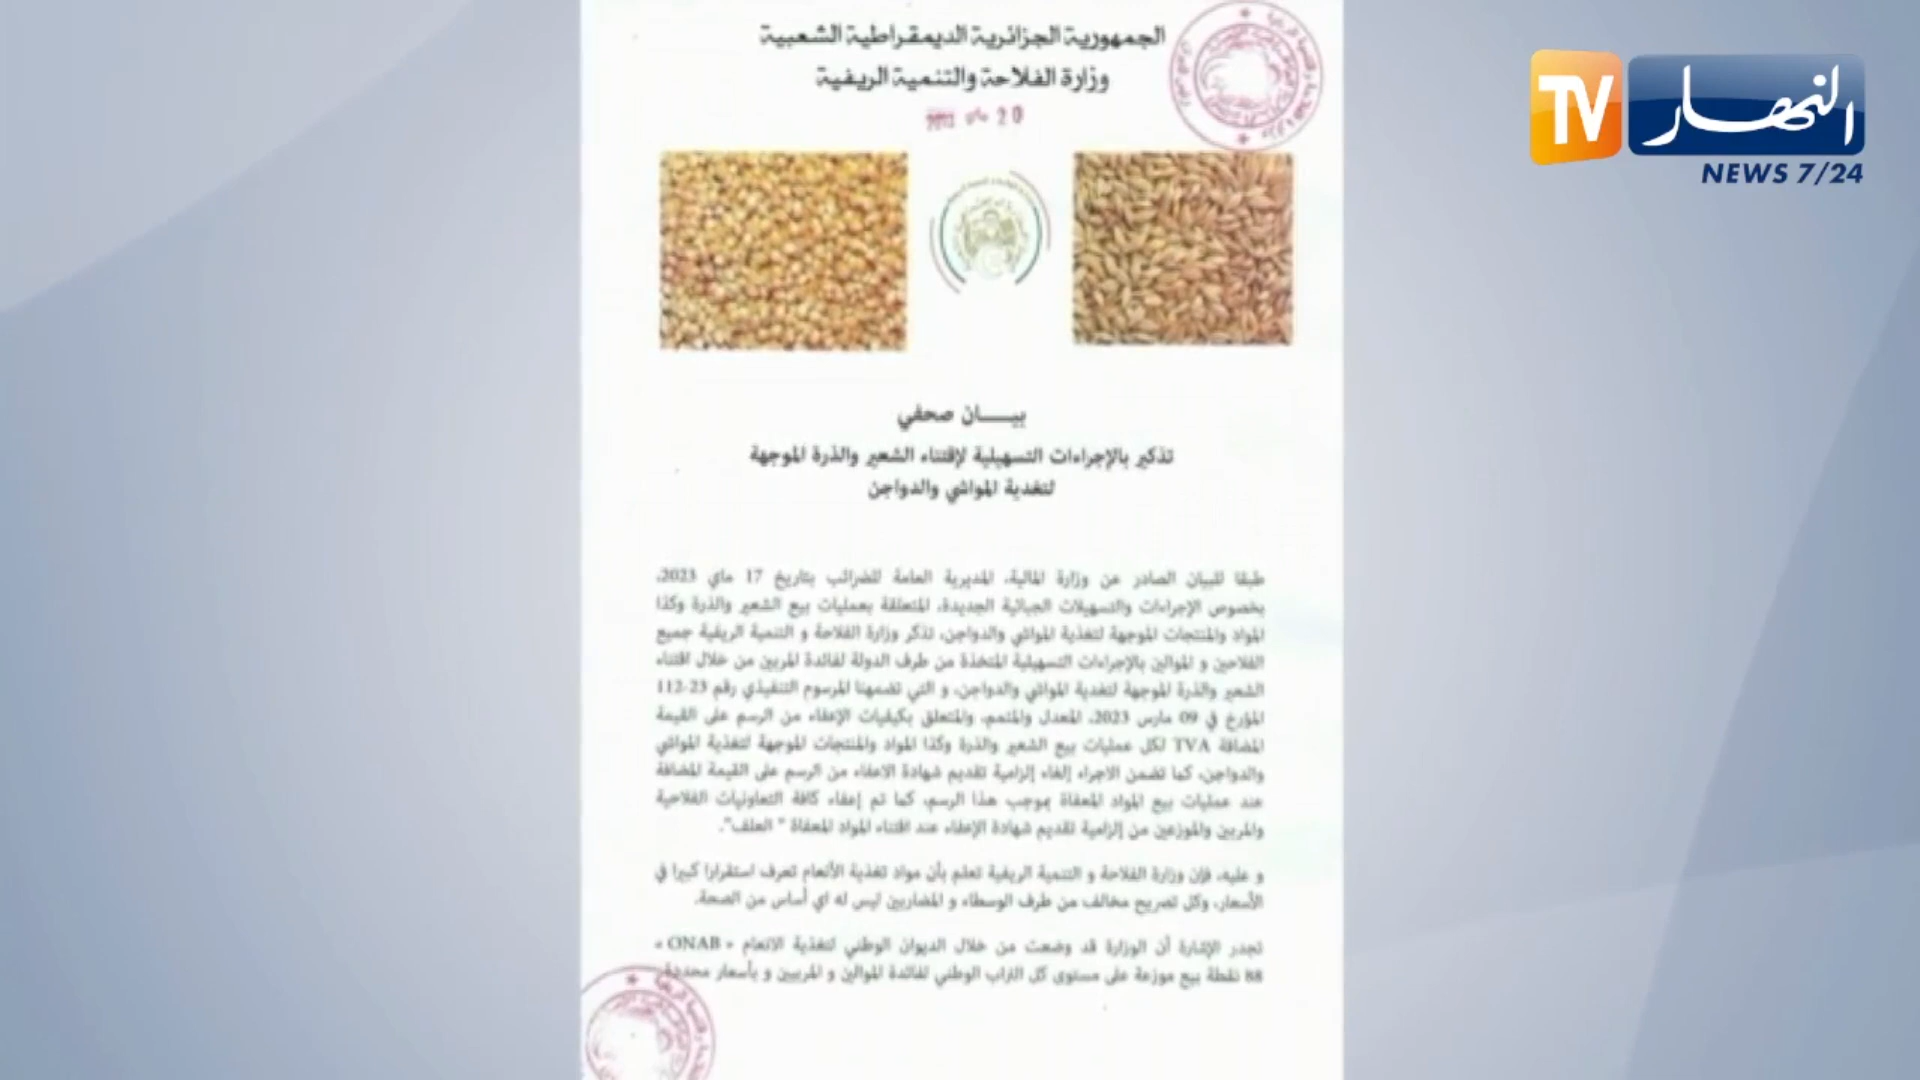 الجمهورية الجزائرية الديمقراطية الشعبية
وزارة الفلاحة والتنمية الريفية
20 ماي 2023
TV النهار
NEWS 7/24
بيـــــان صحفي
تذكير بالإجراءات التسهيلية لإقتناء الشعير والذرة الموجهة
لتغذية المواشي والدواجن
طبقا للبيان الصادر عن وزارة المالية، المديرية العامة للضرائب بتاريخ 17 ماي 2023،
بخصوص الإجراءات والتسهيلات الجبائية الجديدة، المتعلقة بعمليات بيع الشعير والذرة وكذا
المواد والمنتجات الموجهة لتغذية المواشي والدواجن، تذكر وزارة الفلاحة و التنمية الريفية جميع
الفلاحين و الموالين بالإجراءات التسهيلية المتخذة من طرف الدولة لفائدة المربين من خلال اقتناء
الشعير والذرة الموجهة لتغذية المواشي والدواجن، و التي تضمنها المرسوم التنفيذي رقم 23-112
المؤرخ في 09 مارس 2023، المعدل والمتمم، والمتعلق بكيفيات الإعفاء من الرسم على القيمة
المضافة TVA لكل عمليات بيع الشعير والذرة وكذا المواد والمنتجات الموجهة لتغذية المواشي
والدواجن، كما تضمن الاجراء إلغاء إلزامية تقديم شهادة الاعفاء من الرسم على القيمة المضافة
عند عمليات بيع المواد المعفاة بموجب هذا الرسم، كما تم إعفاء كافة التعاونيات الفلاحية
والمربين والموزعين من إلزامية تقديم شهادة الإعفاء عند اقتناء المواد المعفاة " العلف".
و عليه، فإن وزارة الفلاحة و التنمية الريفية تعلم بأن مواد تغذية الأنعام تعرف استقرارا كبيرا في
الأسعار، وكل تصريح مخالف من طرف الوسطاء و المضاربين ليس له اي أساس من الصحة.
تجدر الإشارة أن الوزارة قد وضعت من خلال الديوان الوطني لتغذية الانعام « ONAB »
88 نقطة بيع موزعة على مستوى كل التراب الوطني لفائدة الموالين و المربيين و بأسعار محددة